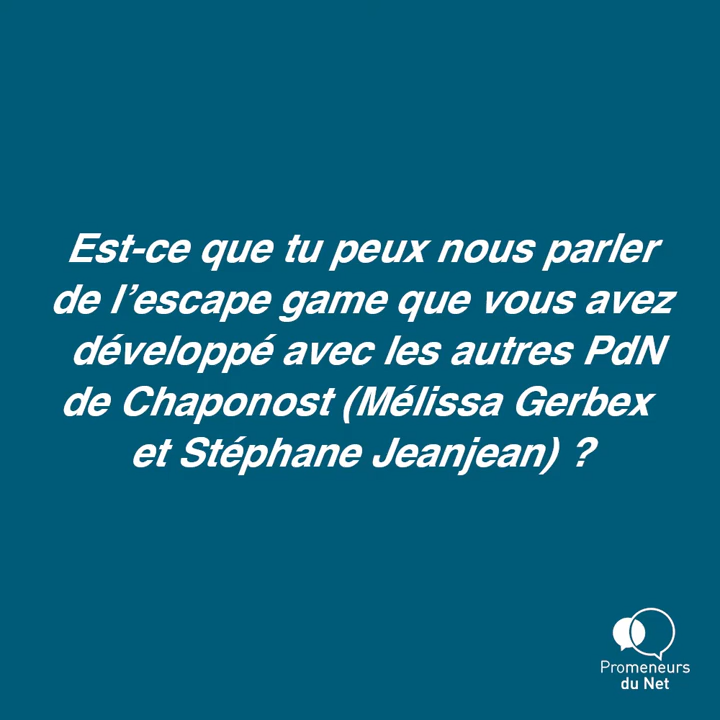 Est-ce que tu peux nous parler
de l’escape game que vous avez
développé avec les autres PdN
de Chaponost (Mélissa Gerbex
et Stéphane Jeanjean) ?
Promeneurs
du Net